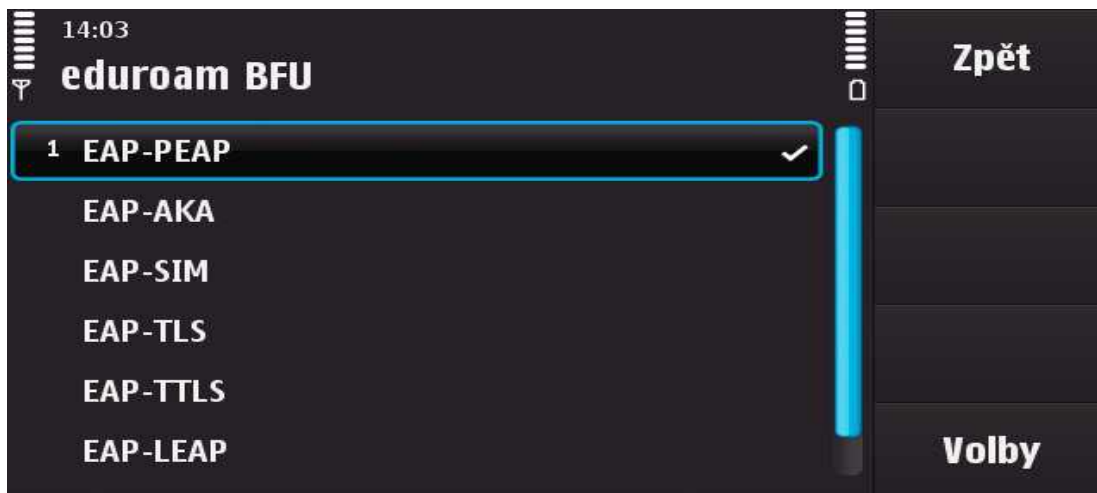 14:03
eduroam BFU
Zpět
1 EAP-PEAP
EAP-AKA
EAP-SIM
EAP-TLS
EAP-TTLS
EAP-LEAP
Volby